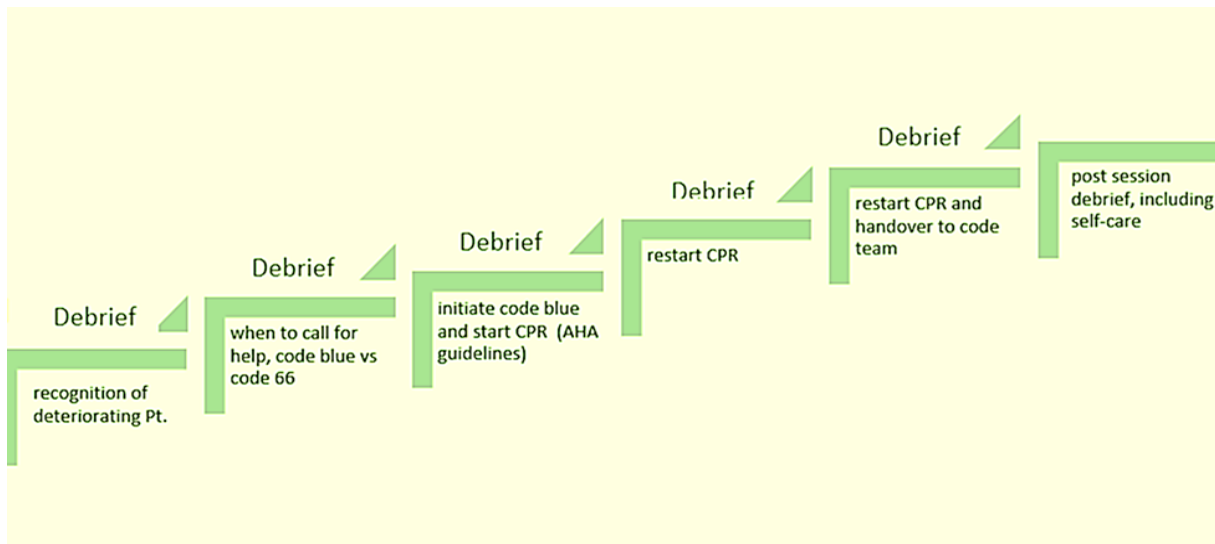 Debrief
recognition of
deteriorating Pt.
Debrief
when to call for
help, code blue vs
code 66
Debrief
initiate code blue
and start CPR  (AHA
guidelines)
Debrief
restart CPR
Debrief
restart CPR and
handover to code
team
post session
debrief, including
self-care